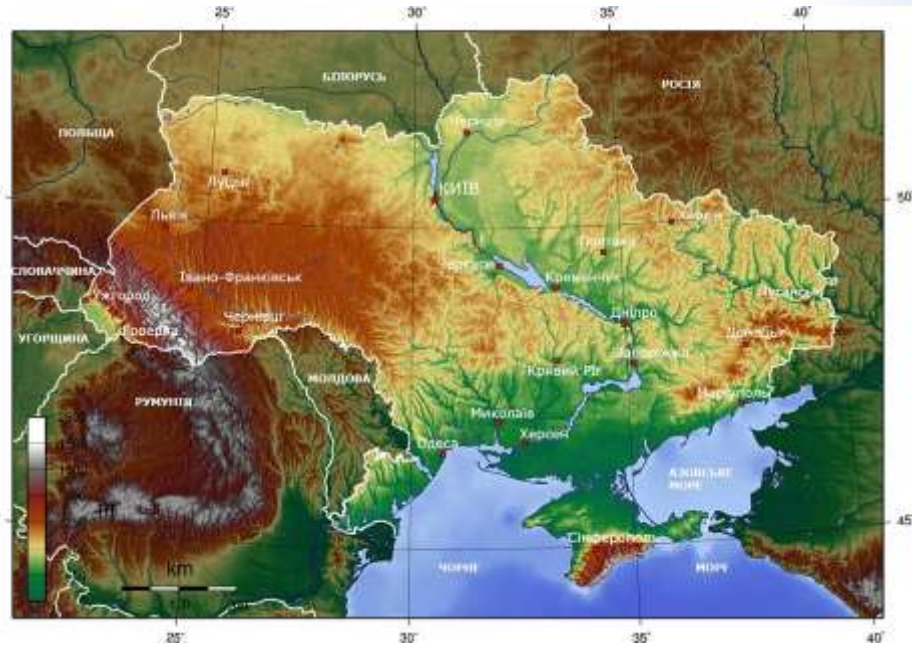 25°
30°
35°
40°
БІЛОРУСЬ
РОСІЯ
ПОЛЬЩА
Чернігів
50
Луцьк
КИЇВ
Львів
Харків
Полтава
СЛОВАЧЧИНА
Івано-Франківськ
Черкаси
Кременчук
Ужгород
Луганськ
Чернівці
Дніпро
УГОРЩИНА
Говерла
Донецьк
Запоріжжя
МОЛДОВА
Кривий Ріг
РУМУНІЯ
Маріуполь
Миколаїв
Одеса
Херсон
АЗОВСЬКЕ
МОРЕ
m
45
Сімферополь
km
ЧОРНЕ
МОРЕ
25°
30°
35°
40°